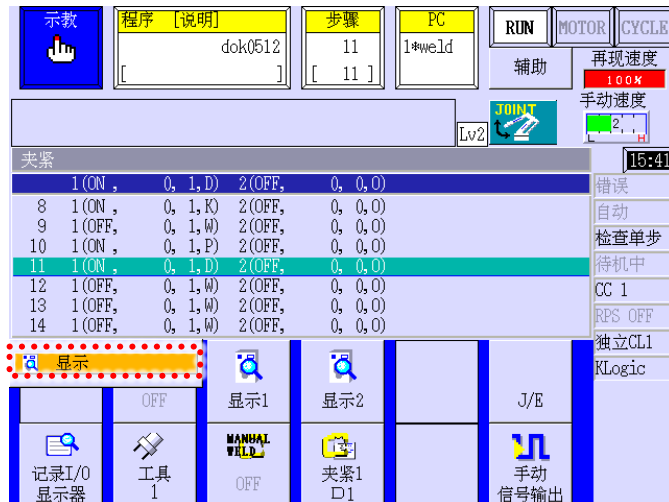 示教
程序 [说明]
dok0512
[ ]
步骤
11
[ 11 ]
PC
1*weld
RUN
MOTOR
CYCLE
辅助
再现速度
100%
手动速度
2
L H
Lv2
JOINT
夹紧
15:41
1(ON , 0, 1,D) 2(OFF, 0, 0,O)
8 1(ON , 0, 1,K) 2(OFF, 0, 0,O)
9 1(OFF, 0, 1,W) 2(OFF, 0, 0,O)
10 1(ON , 0, 1,P) 2(OFF, 0, 0,O)
11 1(ON , 0, 1,D) 2(OFF, 0, 0,O)
12 1(OFF, 0, 1,W) 2(OFF, 0, 0,O)
13 1(OFF, 0, 1,W) 2(OFF, 0, 0,O)
14 1(OFF, 0, 1,W) 2(OFF, 0, 0,O)
错误
自动
检查单步
待机中
CC 1
RPS OFF
独立CL1
KLogic
显示
OFF
显示1
显示2
J/E
记录I/O
显示器
工具
1
MANUAL
WELD
OFF
夹紧1
D1
手动
信号输出